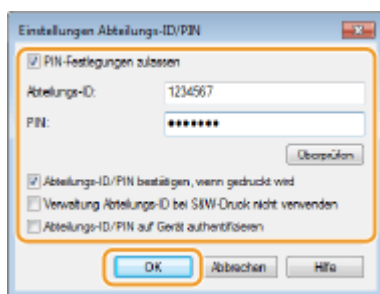 Einstellungen Abteilungs-ID/PIN
PIN-Festlegungen zulassen
Abteilungs-ID: 1234567
PIN: •••••••
Überprüfen
Abteilungs-ID/PIN bestätigen, wenn gedruckt wird
Verwaltung Abteilungs-ID bei S&W-Druck nicht verwenden
Abteilungs-ID/PIN auf Gerät authentifizieren
OK Abbrechen Hilfe